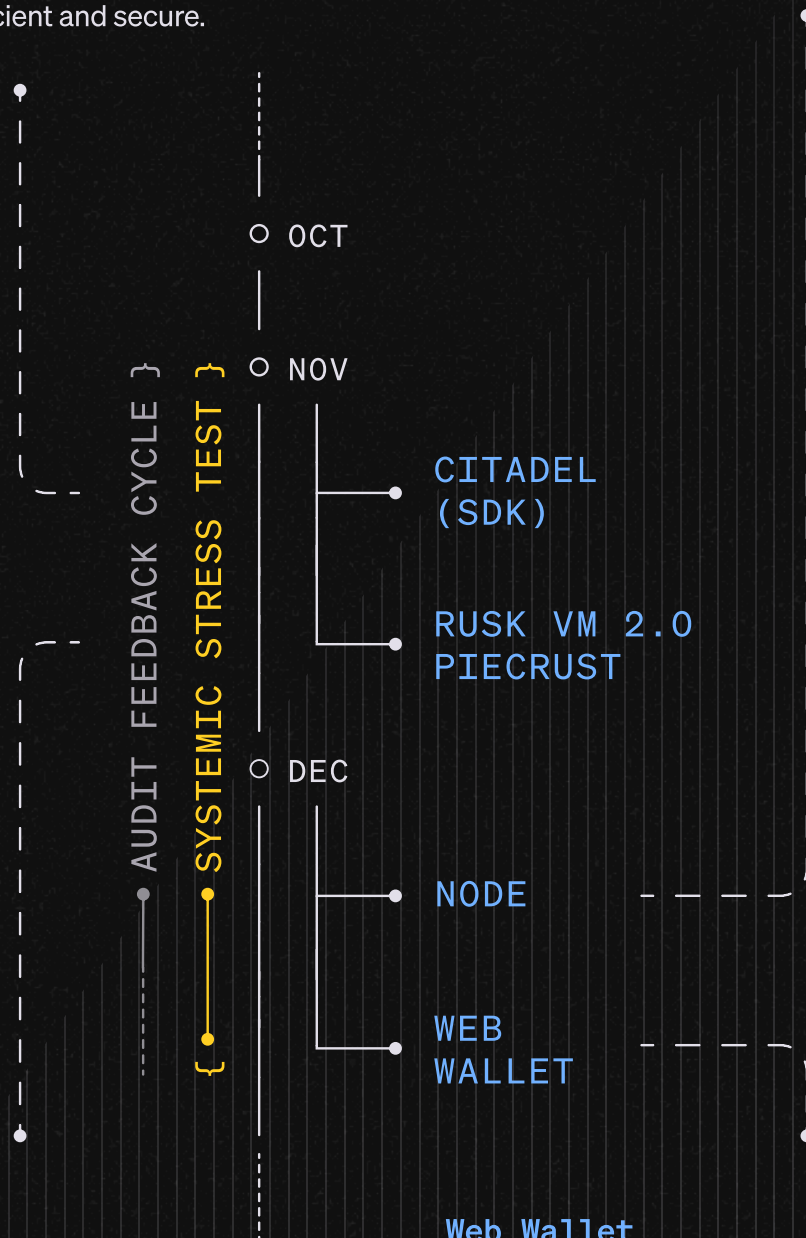 cient and secure.
OCT
NOV
AUDIT FEEDBACK CYCLE }
{ SYSTEMIC STRESS TEST }
CITADEL
(SDK)
RUSK VM 2.0
PIECRUST
DEC
NODE
WEB
WALLET
Web Wallet